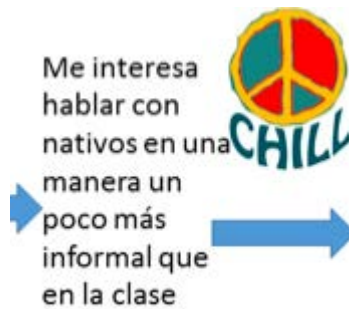 Me interesa
hablar con
nativos en una
manera un
poco más
informal que
en la clase
CHILL